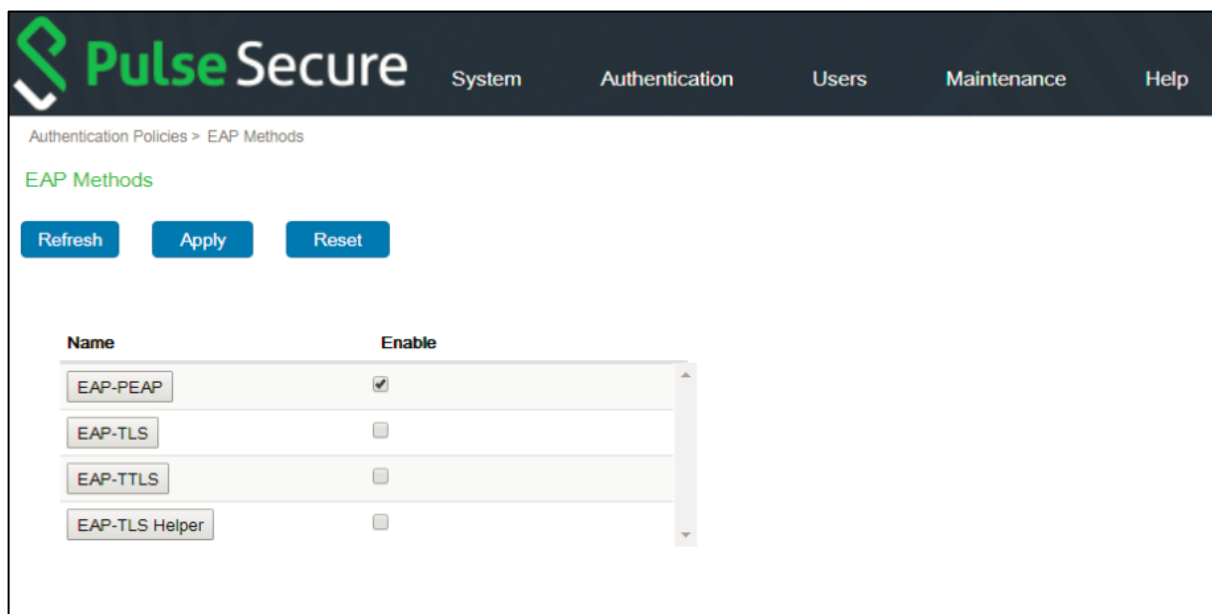 Pulse Secure System Authentication Users Maintenance Help
Authentication Policies > EAP Methods
EAP Methods
Refresh Apply Reset
Name Enable
EAP-PEAP
EAP-TLS
EAP-TTLS
EAP-TLS Helper